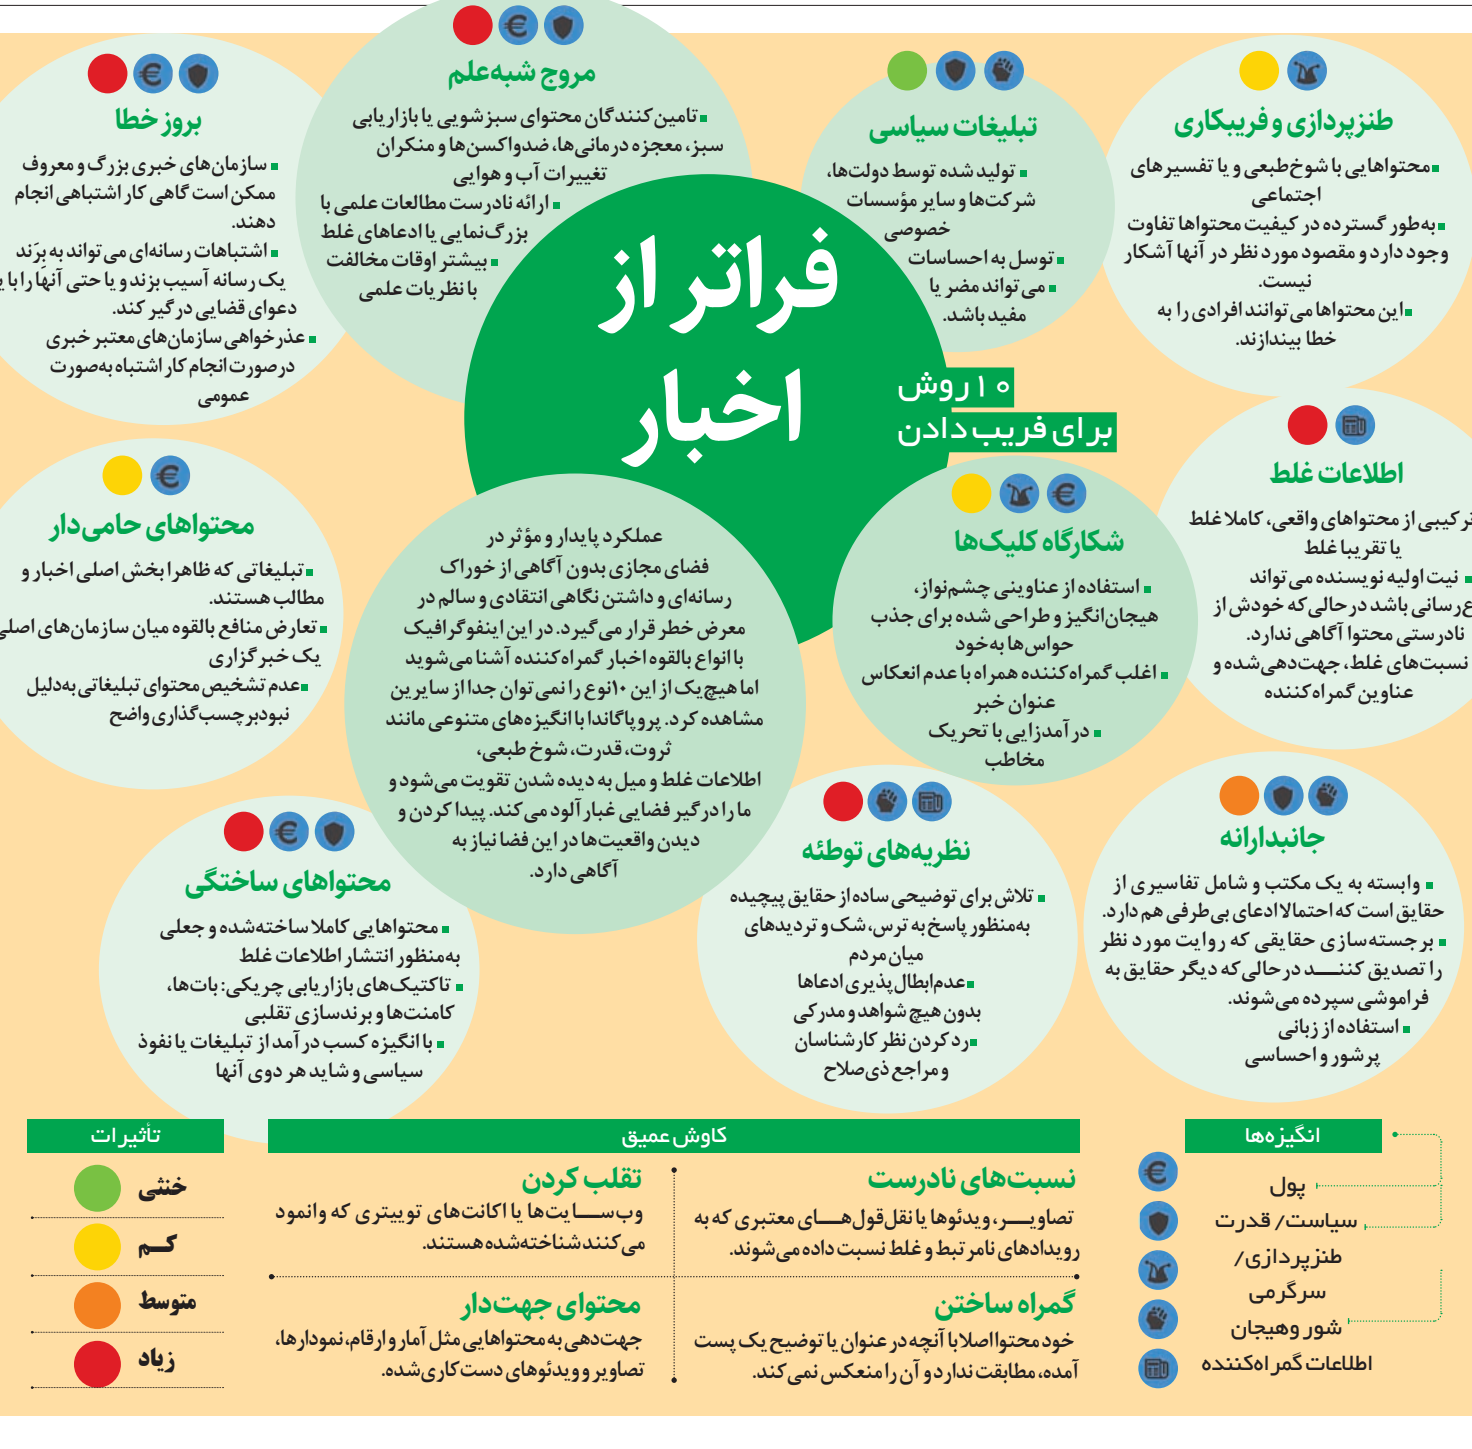 فراتر از
اخبار
۱۰ روش
برای فریب دادن
عملکرد پایدار و مؤثر در
فضای مجازی بدون آگاهی از خوراک
رسانه‌ای و داشتن نگاهی انتقادی و سالم در
معرض خطر قرار می‌گیرد. در این اینفوگرافیک
با انواع بالقوه اخبار گمراه‌کننده آشنا می‌شوید
اما هیچ‌یک از این ۱۰نوع را نمی‌توان جدا از سایرین
مشاهده کرد. پروپاگاندا با انگیزه‌های متنوعی مانند
ثروت، قدرت، شوخ طبعی،
اطلاعات غلط و میل به دیده شدن تقویت می‌شود و
ما را درگیر فضایی غبارآلود می‌کند. پیدا کردن و
دیدن واقعیت‌ها در این فضا نیاز به
آگاهی دارد.
طنزپردازی و فریبکاری
محتواهایی با شوخ‌طبعی و یا تفسیرهای
اجتماعی
به‌طور گسترده در کیفیت محتواها تفاوت
وجود دارد و مقصود مورد نظر در آنها آشکار
نیست.
این محتواها می‌توانند افرادی را به
خطا بیندازند.
تبلیغات سیاسی
تولید شده توسط دولت‌ها،
شرکت‌ها و سایر مؤسسات
خصوصی
توسل به احساسات
می‌تواند مضر یا
مفید باشد.
مروج شبه‌علم
تامین‌کنندگان محتوای سبزشویی یا بازاریابی
سبز، معجزه درمانی‌ها، ضدواکسن‌ها و منکران
تغییرات آب و هوایی
ارائه نادرست مطالعات علمی با
بزرگ‌نمایی یا ادعاهای غلط
بیشتر اوقات مخالفت
با نظریات علمی
بروز خطا
سازمان‌های خبری بزرگ و معروف
ممکن است گاهی کار اشتباهی انجام
دهند.
اشتباهات رسانه‌ای می‌تواند به برَند
یک رسانه آسیب بزند و یا حتی آنها را با
دعوای قضایی درگیر کند.
عذرخواهی سازمان‌های معتبر خبری
درصورت انجام کار اشتباه به‌صورت
عمومی
اطلاعات غلط
ترکیبی از محتواهای واقعی، کاملا غلط
یا تقریبا غلط
نیت اولیه نویسنده می‌تواند
ع‌رسانی باشد درحالی‌که خودش از
نادرستی محتوا آگاهی ندارد.
نسبت‌های غلط، جهت‌دهی‌شده و
عناوین گمراه‌کننده
شکارگاه کلیک‌ها
استفاده از عناوینی چشم‌نواز،
هیجان‌انگیز و طراحی شده برای جذب
حواس‌ها به‌خود
اغلب گمراه‌کننده همراه با عدم انعکاس
عنوان خبر
درآمدزایی با تحریک
مخاطب
محتواهای حامی‌دار
تبلیغاتی که ظاهرا بخش اصلی اخبار و
مطالب هستند.
تعارض منافع بالقوه میان سازمان‌های اصلی
یک خبرگزاری
عدم تشخیص محتوای تبلیغاتی به‌دلیل
نبود برچسب‌گذاری واضح
جانبدارانه
وابسته به یک مکتب و شامل تفاسیری از
حقایق است که احتمالا ادعای بی‌طرفی هم دارد.
برجسته‌سازی حقایقی که روایت مورد نظر
را تصدیق کننـــد درحالی‌که دیگر حقایق به
فراموشی سپرده می‌شوند.
استفاده از زبانی
پرشور و احساسی
نظریه‌های توطئه
تلاش برای توضیحی ساده از حقایق پیچیده
به‌منظور پاسخ به ترس، شک و تردیدهای
میان مردم
عدم‌ابطال‌پذیری ادعاها
بدون هیچ شواهد و مدرکی
رد کردن نظر کارشناسان
و مراجع ذی‌صلاح
محتواهای ساختگی
محتواهایی کاملا ساخته‌شده و جعلی
به‌منظور انتشار اطلاعات غلط
تاکتیک‌های بازاریابی چریکی: بات‌ها،
کامنت‌ها و برندسازی تقلبی
با انگیزه کسب درآمد از تبلیغات یا نفوذ
سیاسی و شاید هر دوی آنها
انگیزه‌ها
پول
سیاست/ قدرت
طنزپردازی/
سرگرمی
شور وهیجان
اطلاعات گمراه‌کننده
کاوش عمیق
نسبت‌های نادرست
تصاویـــر، ویدئوها یا نقل‌قول‌هـــای معتبری که به
رویدادهای نامرتبط و غلط نسبت داده می‌شوند.
تقلب کردن
وب‌ســـایت‌ها یا اکانت‌های توییتری که وانمود
می‌کنند شناخته‌شده هستند.
گمراه ساختن
خود محتوا اصلا با آنچه در عنوان یا توضیح یک پست
آمده، مطابقت ندارد و آن را منعکس نمی‌کند.
محتوای جهت‌دار
جهت‌دهی به محتواهایی مثل آمار و ارقام، نمودارها،
تصاویر و ویدئوهای دست‌کاری‌شده.
تأثیرات
خنثی
کـــم
متوسط
زیاد